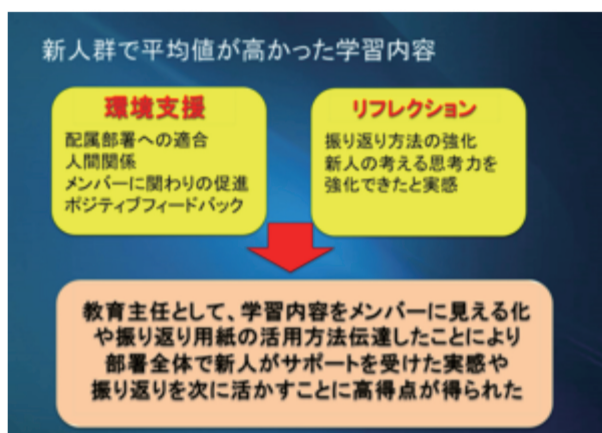 新人群で平均値が高かった学習内容
環境支援
配属部署への適合
人間関係
メンバーに関わりの促進
ポジティブフィードバック
リフレクション
振り返り方法の強化
新人の考える思考力を
強化できたと実感
教育主任として、学習内容をメンバーに見える化
や振り返り用紙の活用方法伝達したことにより
部署全体で新人がサポートを受けた実感や
振り返りを次に活かすことに高得点が得られた